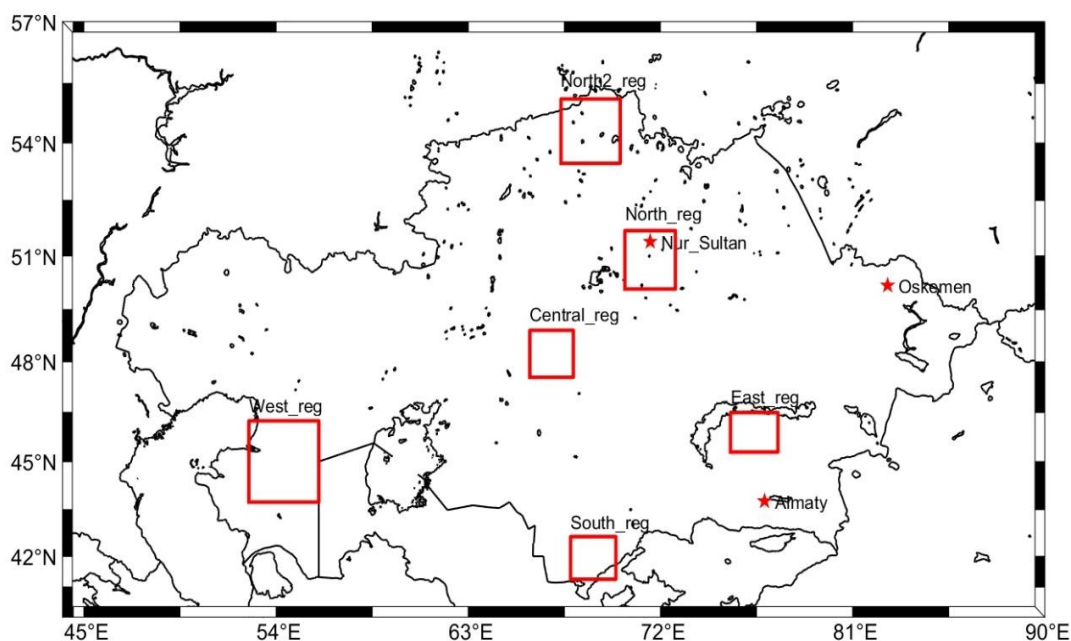 57°N
North2_reg
54°N
North_reg
Nur_Sultan
51°N
Oskemen
Central_reg
48°N
East_reg
West_reg
45°N
Almaty
South_reg
42°N
45°E 54°E 63°E 72°E 81°E 90°E